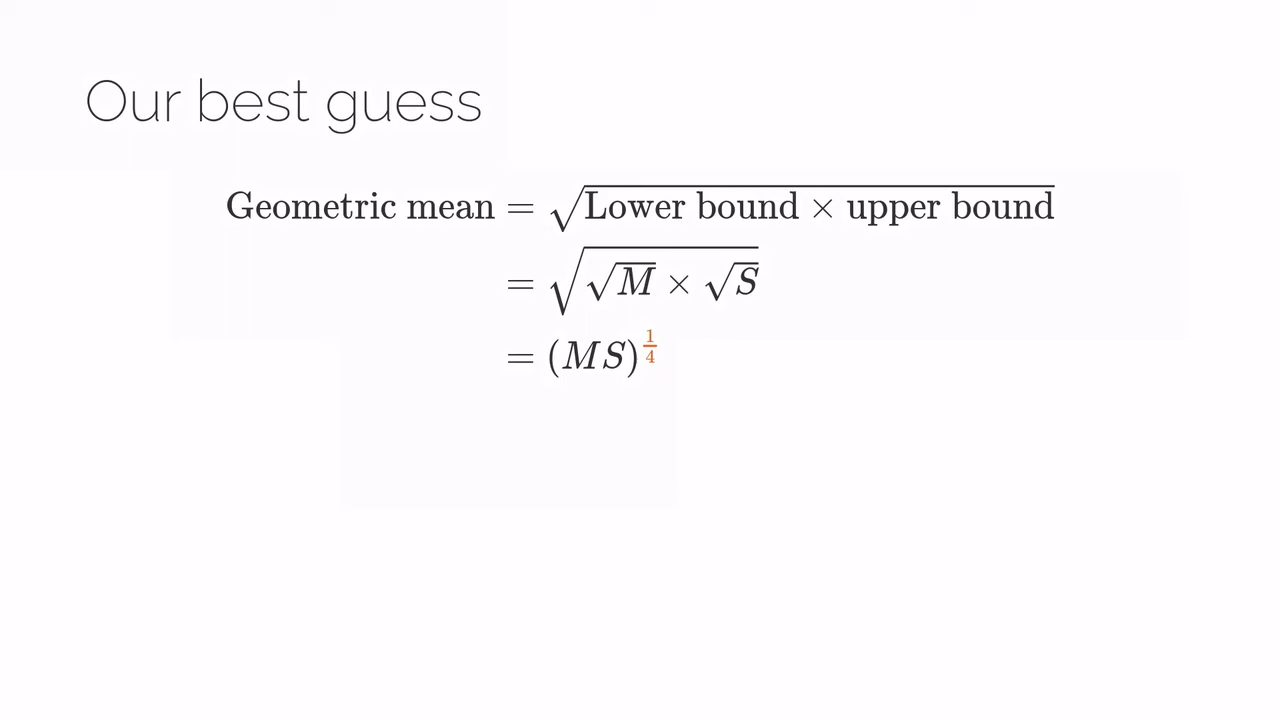 Our best guess
Geometric mean = √(Lower bound × upper bound)
= √(√M × √S)
= (MS)^(1/4)